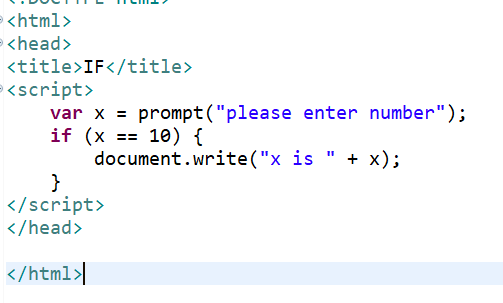 <html>
<head>
<title>IF</title>
<script>
    var x = prompt("please enter number");
    if (x == 10) {
        document.write("x is " + x);
    }
</script>
</head>

</html>